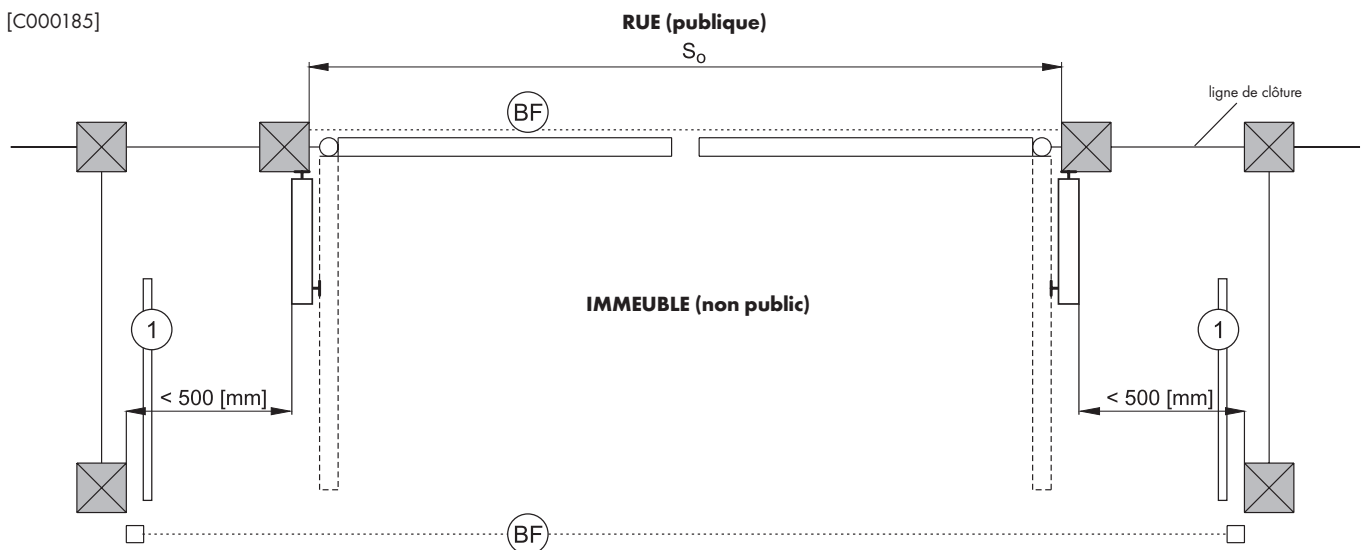 [C000185]
RUE (publique)
So
BF
ligne de clôture
IMMEUBLE (non public)
1
1
< 500 [mm]
< 500 [mm]
BF